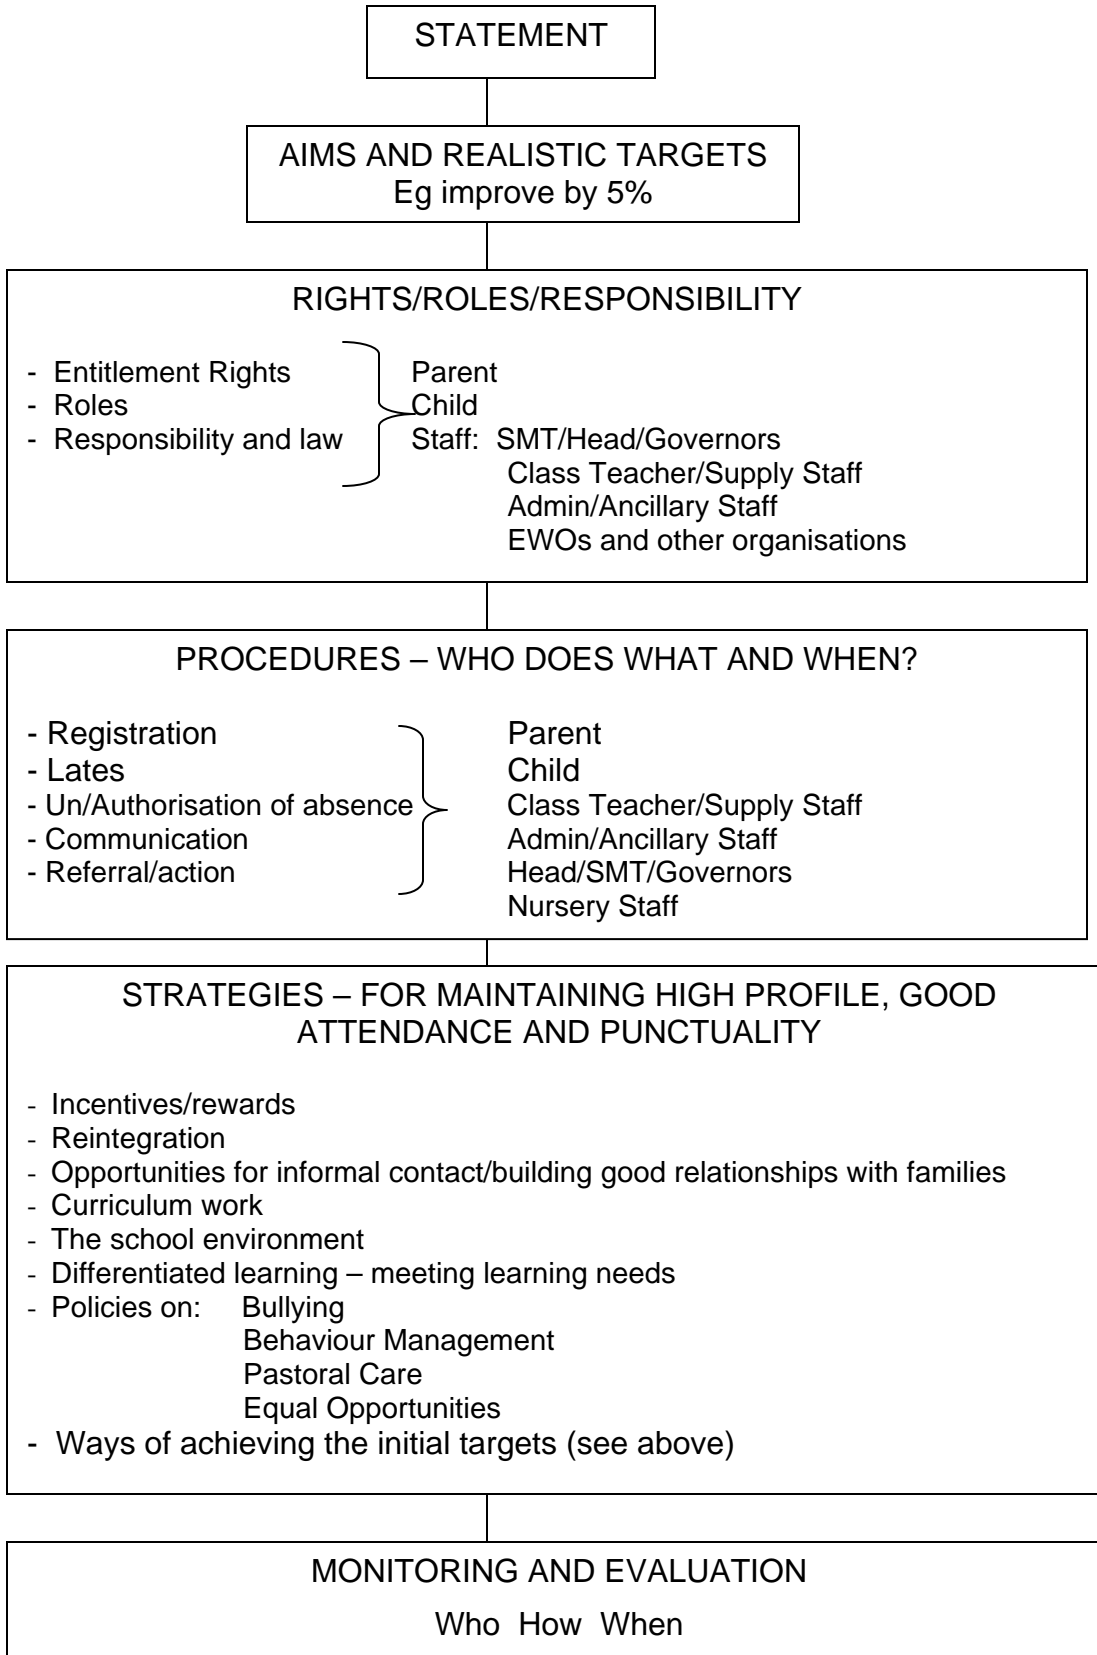 STATEMENT
AIMS AND REALISTIC TARGETS
Eg improve by 5%
RIGHTS/ROLES/RESPONSIBILITY
- Entitlement Rights
- Roles
- Responsibility and law
Parent
Child
Staff: SMT/Head/Governors
Class Teacher/Supply Staff
Admin/Ancillary Staff
EWOs and other organisations
PROCEDURES – WHO DOES WHAT AND WHEN?
- Registration
- Lates
- Un/Authorisation of absence
- Communication
- Referral/action
Parent
Child
Class Teacher/Supply Staff
Admin/Ancillary Staff
Head/SMT/Governors
Nursery Staff
STRATEGIES – FOR MAINTAINING HIGH PROFILE, GOOD
ATTENDANCE AND PUNCTUALITY
- Incentives/rewards
- Reintegration
- Opportunities for informal contact/building good relationships with families
- Curriculum work
- The school environment
- Differentiated learning – meeting learning needs
- Policies on: Bullying
Behaviour Management
Pastoral Care
Equal Opportunities
- Ways of achieving the initial targets (see above)
MONITORING AND EVALUATION
Who How When